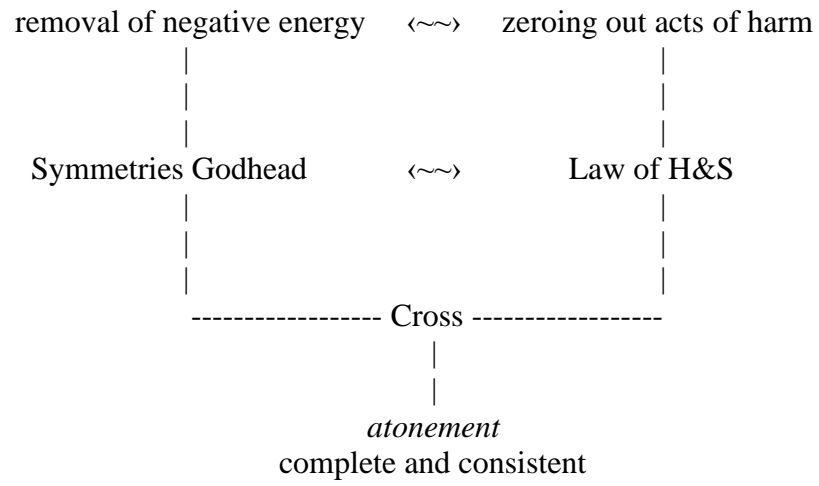 removal of negative energy ‹~~› zeroing out acts of harm
Symmetries Godhead ‹~~› Law of H&S
------------------ Cross ------------------
atonement
complete and consistent